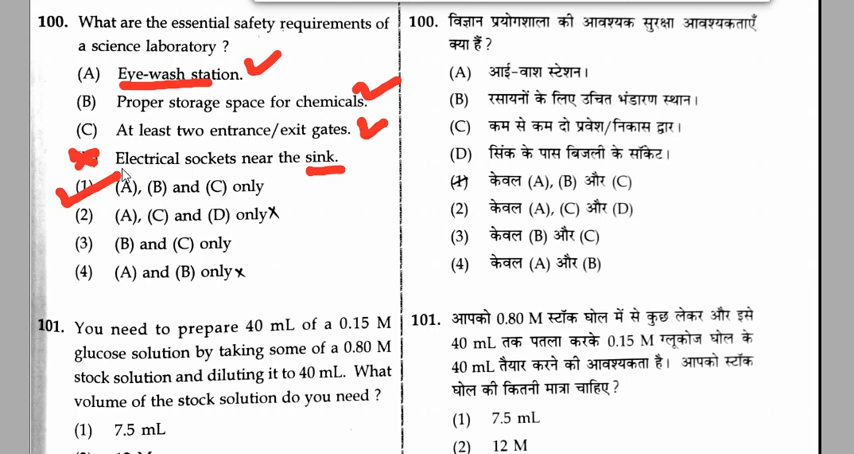 100. What are the essential safety requirements of
a science laboratory ?
(A) Eye-wash station.
(B) Proper storage space for chemicals.
(C) At least two entrance/exit gates.
Electrical sockets near the sink.
(1) (A), (B) and (C) only
(2) (A), (C) and (D) only
(3) (B) and (C) only
(4) (A) and (B) only
101. You need to prepare 40 mL of a 0.15 M
glucose solution by taking some of a 0.80 M
stock solution and diluting it to 40 mL. What
volume of the stock solution do you need ?
(1) 7.5 mL
100. विज्ञान प्रयोगशाला की आवश्यक सुरक्षा आवश्यकताएँ
क्या हैं ?
(A) आई-वाश स्टेशन।
(B) रसायनों के लिए उचित भंडारण स्थान।
(C) कम से कम दो प्रवेश/निकास द्वार।
(D) सिंक के पास बिजली के सॉकेट।
(1) केवल (A), (B) और (C)
(2) केवल (A), (C) और (D)
(3) केवल (B) और (C)
(4) केवल (A) और (B)
101. आपको 0.80 M स्टॉक घोल में से कुछ लेकर और इसे
40 mL तक पतला करके 0.15 M ग्लूकोज घोल के
40 mL तैयार करने की आवश्यकता है। आपको स्टॉक
घोल की कितनी मात्रा चाहिए ?
(1) 7.5 mL
(2) 12 M